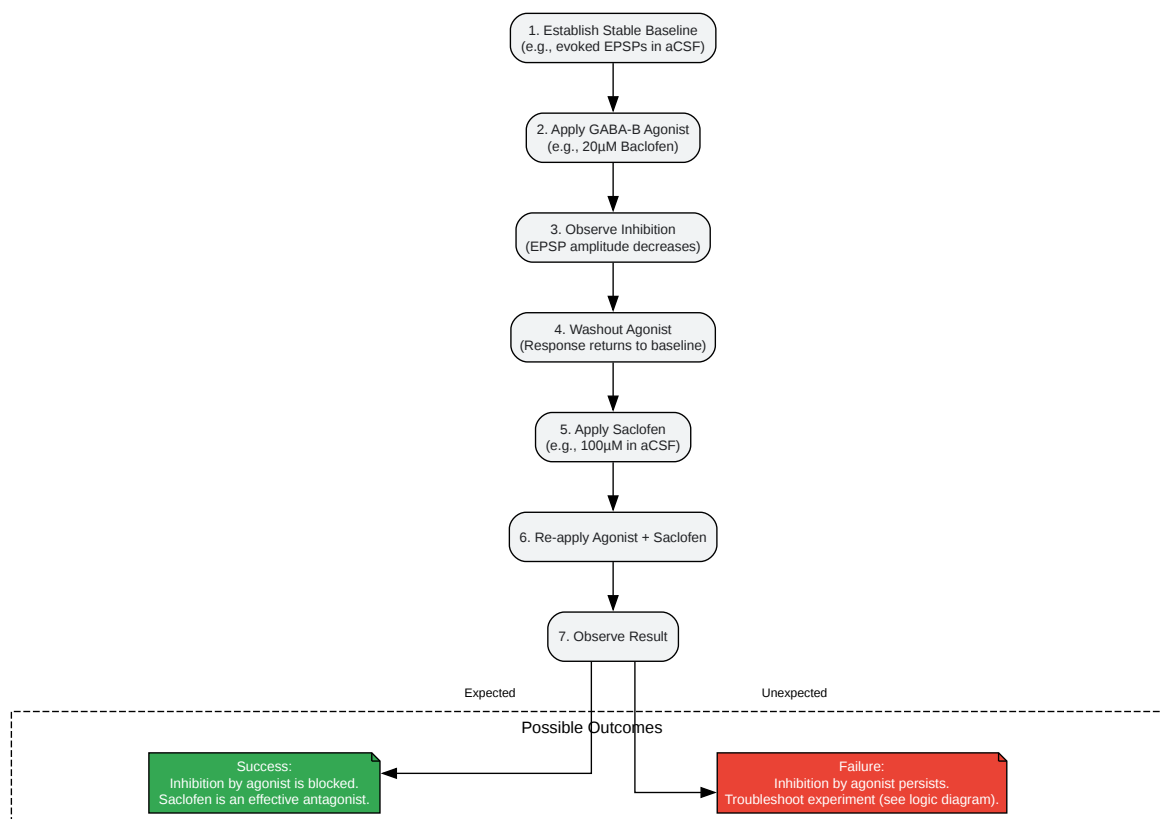 1. Establish Stable Baseline
(e.g., evoked EPSPs in aCSF)
2. Apply GABA-B Agonist
(e.g., 20µM Baclofen)
3. Observe Inhibition
(EPSP amplitude decreases)
4. Washout Agonist
(Response returns to baseline)
5. Apply Saclofen
(e.g., 100µM in aCSF)
6. Re-apply Agonist + Saclofen
7. Observe Result
Expected
Unexpected
Possible Outcomes
Success:
Inhibition by agonist is blocked.
Saclofen is an effective antagonist.
Failure:
Inhibition by agonist persists.
Troubleshoot experiment (see logic diagram).